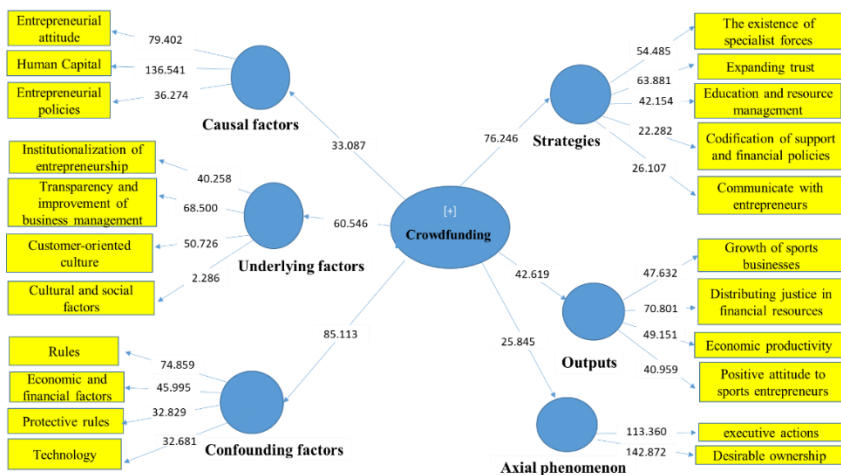 Entrepreneurial
attitude
79.402
Human Capital
136.541
Entrepreneurial
policies
36.274
Causal factors
33.087
Institutionalization of
entrepreneurship
40.258
Transparency and
improvement of
business management
68.500
Customer-oriented
culture
50.726
Cultural and social
factors
2.286
Underlying factors
60.546
[+]
Crowdfunding
Rules
74.859
Economic and
financial factors
45.995
Protective rules
32.829
Technology
32.681
Confounding factors
85.113
The existence of
specialist forces
54.485
Expanding trust
63.881
Education and resource
management
42.154
Codification of support
and financial policies
22.282
Communicate with
entrepreneurs
26.107
Strategies
76.246
Growth of sports
businesses
47.632
Distributing justice in
financial resources
70.801
Economic productivity
49.151
Positive attitude to
sports entrepreneurs
40.959
Outputs
42.619
25.845
executive actions
113.360
Desirable ownership
142.872
Axial phenomenon